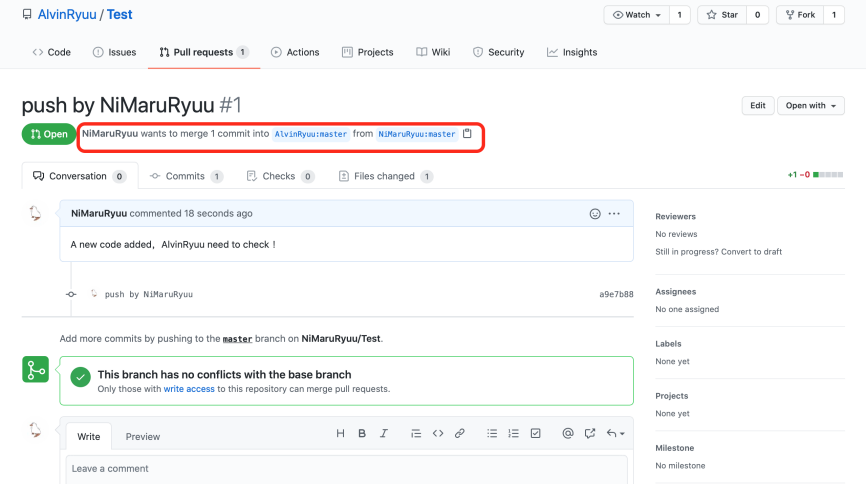 AlvinRyuu / Test
Watch 1 Star 0 Fork 1
Code Issues Pull requests 1 Actions Projects Wiki Security Insights
push by NiMaruRyuu #1
Edit Open with
Open NiMaruRyuu wants to merge 1 commit into AlvinRyuu:master from NiMaruRyuu:master
Conversation 0 Commits 1 Checks 0 Files changed 1
+1 −0
NiMaruRyuu commented 18 seconds ago
A new code added, AlvinRyuu need to check！
push by NiMaruRyuu a9e7b88
Add more commits by pushing to the master branch on NiMaruRyuu/Test.
This branch has no conflicts with the base branch
Only those with write access to this repository can merge pull requests.
Write Preview
H B I
Leave a comment
Reviewers
No reviews
Still in progress? Convert to draft
Assignees
No one assigned
Labels
None yet
Projects
None yet
Milestone
No milestone